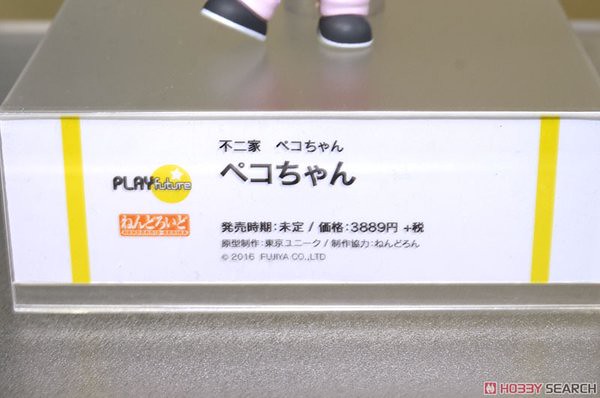 不二家 ペコちゃん
ペコちゃん
PLAYfuture
ねんどろいど
NENDOROID SERIES
発売時期：未定 / 価格：3889円 +税
原型制作：東京ユニーク / 制作協力：ねんどろん
© 2016 FUJIYA CO.,LTD
HOBBY SEARCH